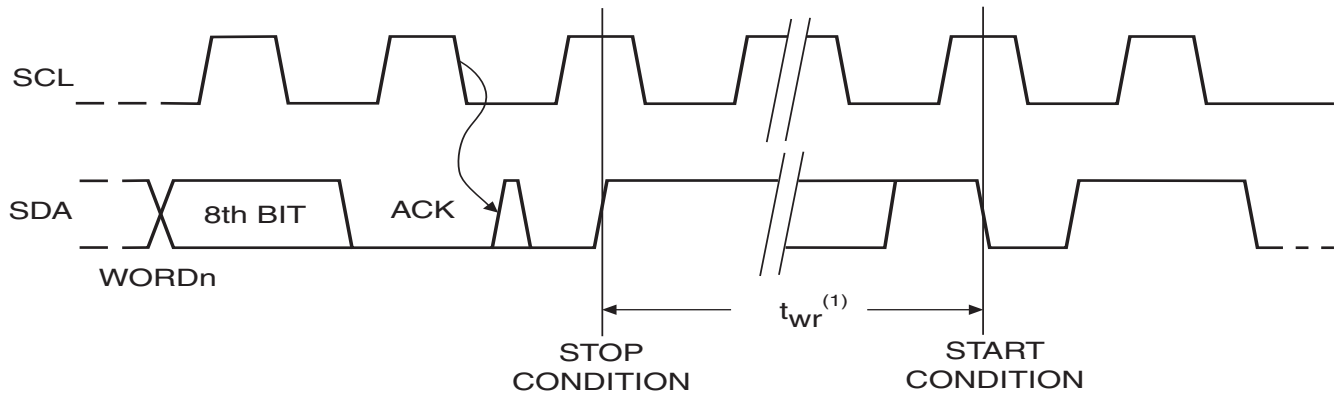 SCL
SDA
8th BIT
ACK
WORDn
twr(1)
STOP
CONDITION
START
CONDITION